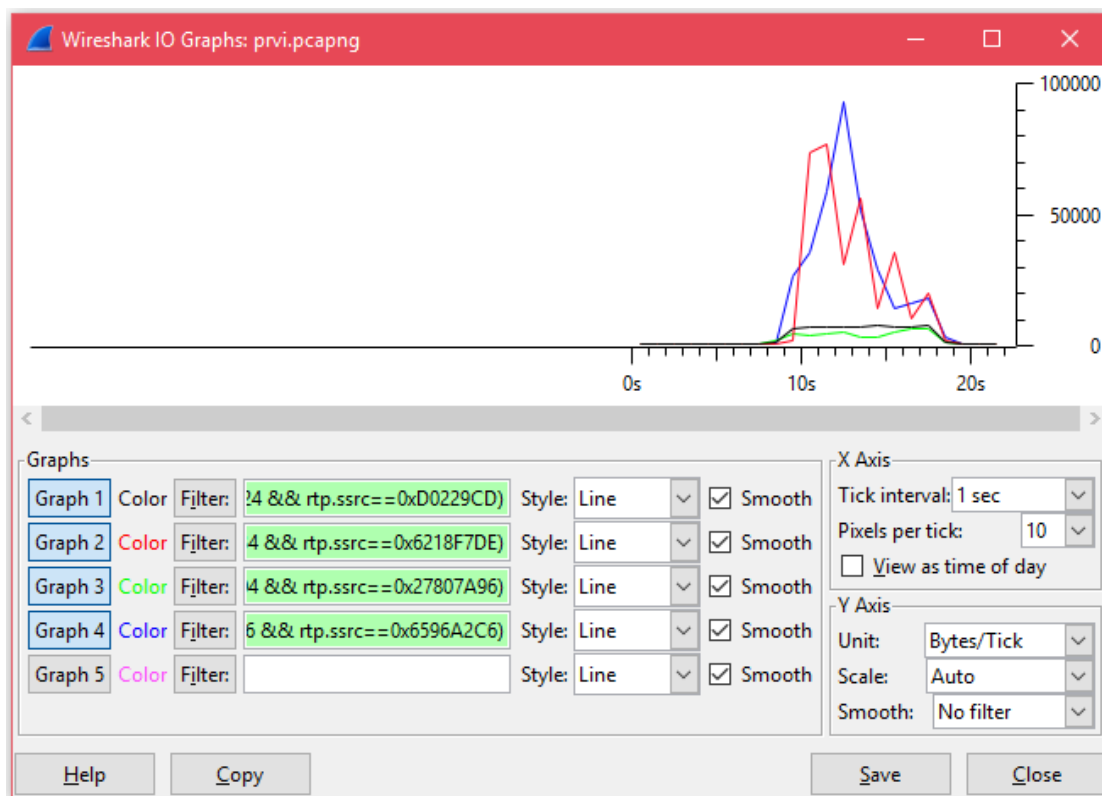 Wireshark IO Graphs: prvi.pcapng
100000
50000
0
0s 10s 20s
Graphs
Graph 1 Color Filter: 24 && rtp.ssrc==0xD0229CD) Style: Line Smooth
Graph 2 Color Filter: 4 && rtp.ssrc==0x6218F7DE) Style: Line Smooth
Graph 3 Color Filter: 04 && rtp.ssrc==0x27807A96) Style: Line Smooth
Graph 4 Color Filter: 6 && rtp.ssrc==0x6596A2C6) Style: Line Smooth
Graph 5 Color Filter: Style: Line Smooth
X Axis
Tick interval: 1 sec
Pixels per tick: 10
View as time of day
Y Axis
Unit: Bytes/Tick
Scale: Auto
Smooth: No filter
Help Copy Save Close